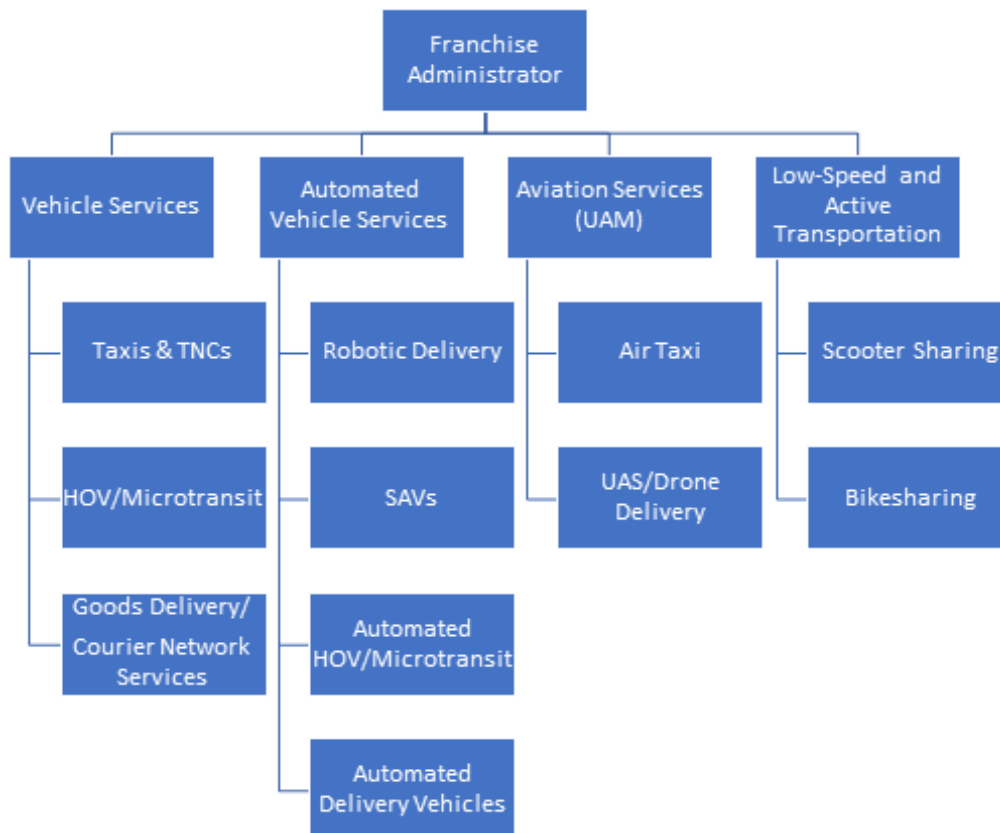 Franchise
Administrator
Vehicle Services
Automated
Vehicle Services
Aviation Services
(UAM)
Low-Speed and
Active
Transportation
Taxis & TNCs
HOV/Microtransit
Goods Delivery/
Courier Network
Services
Robotic Delivery
SAVs
Automated
HOV/Microtransit
Automated
Delivery Vehicles
Air Taxi
UAS/Drone
Delivery
Scooter Sharing
Bikesharing